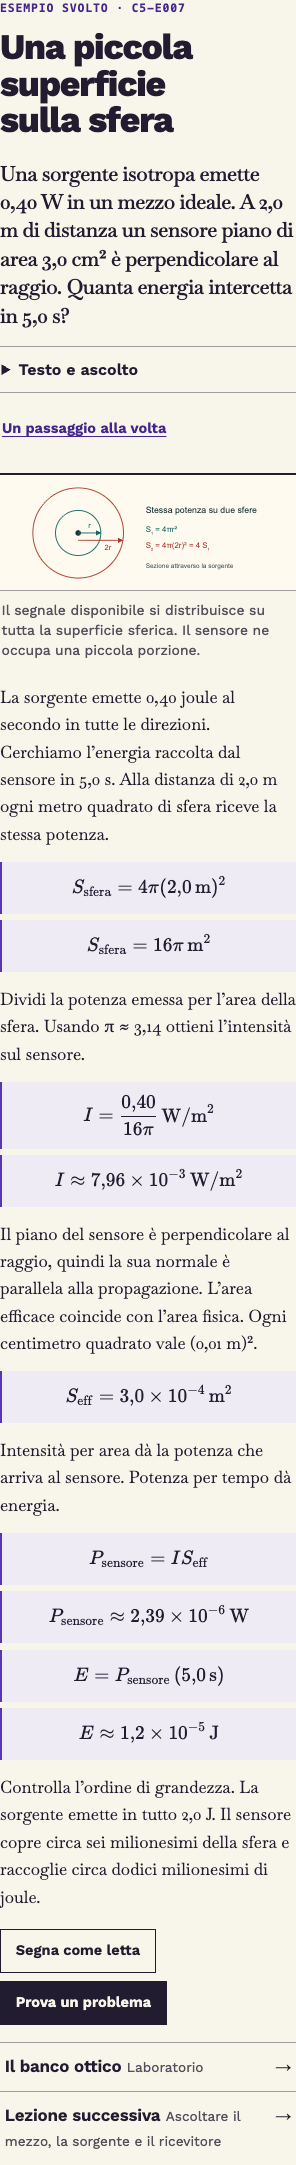 ESEMPIO SVOLTO · C5-E007
Una piccola
superficie
sulla sfera
Una sorgente isotropa emette
0,40 W in un mezzo ideale. A 2,0
m di distanza un sensore piano di
area 3,0 cm² è perpendicolare al
raggio. Quanta energia intercetta
in 5,0 s?
▶ Testo e ascolto
Un passaggio alla volta
r
2r
Stessa potenza su due sfere
S₁ = 4πr²
S₂ = 4π(2r)² = 4 S₁
Sezione attraverso la sorgente
Il segnale disponibile si distribuisce su
tutta la superficie sferica. Il sensore ne
occupa una piccola porzione.
La sorgente emette 0,40 joule al
secondo in tutte le direzioni.
Cerchiamo l’energia raccolta dal
sensore in 5,0 s. Alla distanza di 2,0 m
ogni metro quadrato di sfera riceve la
stessa potenza.
S_sfera = 4π(2,0 m)²
S_sfera = 16π m²
Dividi la potenza emessa per l’area della
sfera. Usando π ≈ 3,14 ottieni l’intensità
sul sensore.
I = 0,40/16π W/m²
I ≈ 7,96 × 10⁻³ W/m²
Il piano del sensore è perpendicolare al
raggio, quindi la sua normale è
parallela alla propagazione. L’area
efficace coincide con l’area fisica. Ogni
centimetro quadrato vale (0,01 m)².
S_eff = 3,0 × 10⁻⁴ m²
Intensità per area dà la potenza che
arriva al sensore. Potenza per tempo dà
energia.
P_sensore = IS_eff
P_sensore ≈ 2,39 × 10⁻⁶ W
E = P_sensore (5,0 s)
E ≈ 1,2 × 10⁻⁵ J
Controlla l’ordine di grandezza. La
sorgente emette in tutto 2,0 J. Il sensore
copre circa sei milionesimi della sfera e
raccoglie circa dodici milionesimi di
joule.
Segna come letta
Prova un problema
Il banco ottico Laboratorio →
Lezione successiva Ascoltare il →
mezzo, la sorgente e il ricevitore